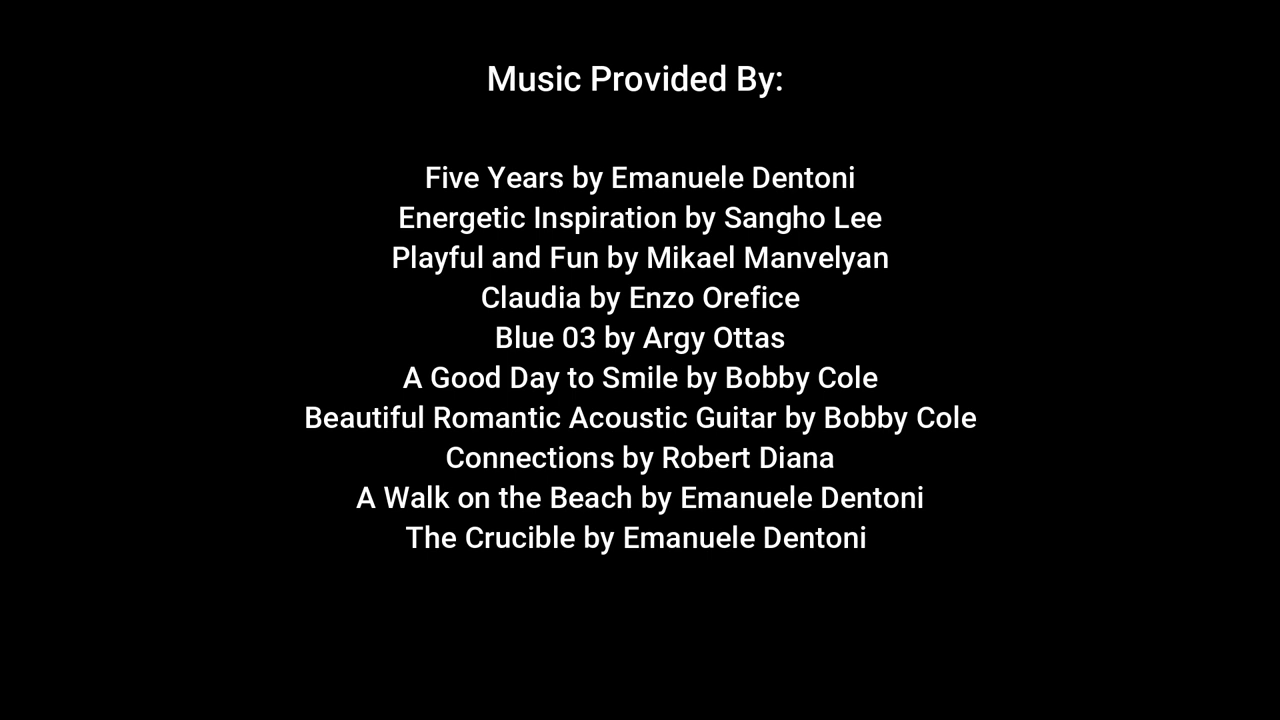 Music Provided By:
Five Years by Emanuele Dentoni
Energetic Inspiration by Sangho Lee
Playful and Fun by Mikael Manvelyan
Claudia by Enzo Orefice
Blue 03 by Argy Ottas
A Good Day to Smile by Bobby Cole
Beautiful Romantic Acoustic Guitar by Bobby Cole
Connections by Robert Diana
A Walk on the Beach by Emanuele Dentoni
The Crucible by Emanuele Dentoni